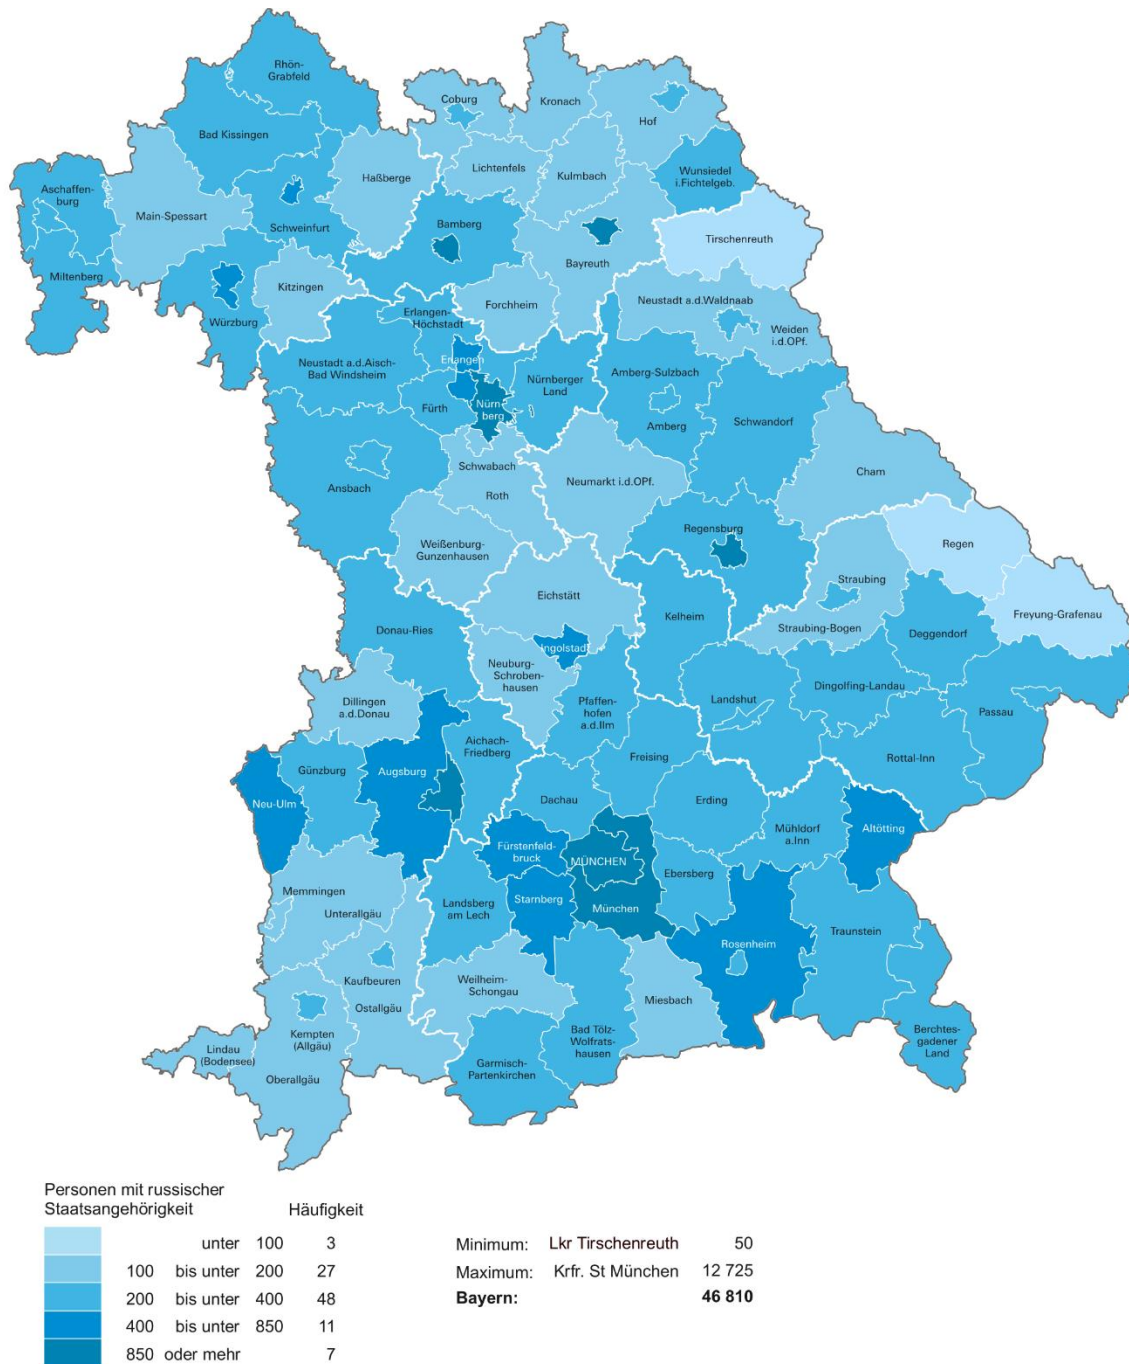 Rhön-
Grabfeld
Coburg
Kronach
Hof
Bad Kissingen
Lichtenfels
Kulmbach
Wunsiedel
i.Fichtelgeb.
Haßberge
Aschaffen-
burg
Main-Spessart
Schweinfurt
Bamberg
Tirschenreuth
Bayreuth
Miltenberg
Kitzingen
Forchheim
Neustadt a.d.Waldnaab
Würzburg
Erlangen-
Höchstadt
Weiden
i.d.OPf.
Erlangen
Neustadt a.d.Aisch-
Bad Windsheim
Nürnberger
Land
Amberg-Sulzbach
Fürth
Nürn-
berg
Amberg
Schwandorf
Schwabach
Cham
Ansbach
Roth
Neumarkt i.d.OPf.
Regensburg
Weißenburg-
Gunzenhausen
Regen
Straubing
Eichstätt
Kelheim
Freyung-Grafenau
Donau-Ries
Straubing-Bogen
Deggendorf
Ingolstadt
Neuburg-
Schroben-
hausen
Dingolfing-Landau
Dillingen
a.d.Donau
Pfaffen-
hofen
a.d.Ilm
Landshut
Passau
Aichach-
Friedberg
Freising
Rottal-Inn
Günzburg
Augsburg
Neu-Ulm
Dachau
Erding
Mühldorf
a.Inn
Altötting
Fürstenfeld-
bruck
MÜNCHEN
Ebersberg
Memmingen
Landsberg
am Lech
Starnberg
München
Unterallgäu
Traunstein
Rosenheim
Kaufbeuren
Weilheim-
Schongau
Ostallgäu
Miesbach
Kempten
(Allgäu)
Bad Tölz-
Wolfrats-
hausen
Berchtes-
gadener
Land
Lindau
(Bodensee)
Garmisch-
Partenkirchen
Oberallgäu
Personen mit russischer
Staatsangehörigkeit Häufigkeit
unter 100 3
100 bis unter 200 27
200 bis unter 400 48
400 bis unter 850 11
850 oder mehr 7
Minimum: Lkr Tirschenreuth 50
Maximum: Krfr. St München 12 725
Bayern: 46 810